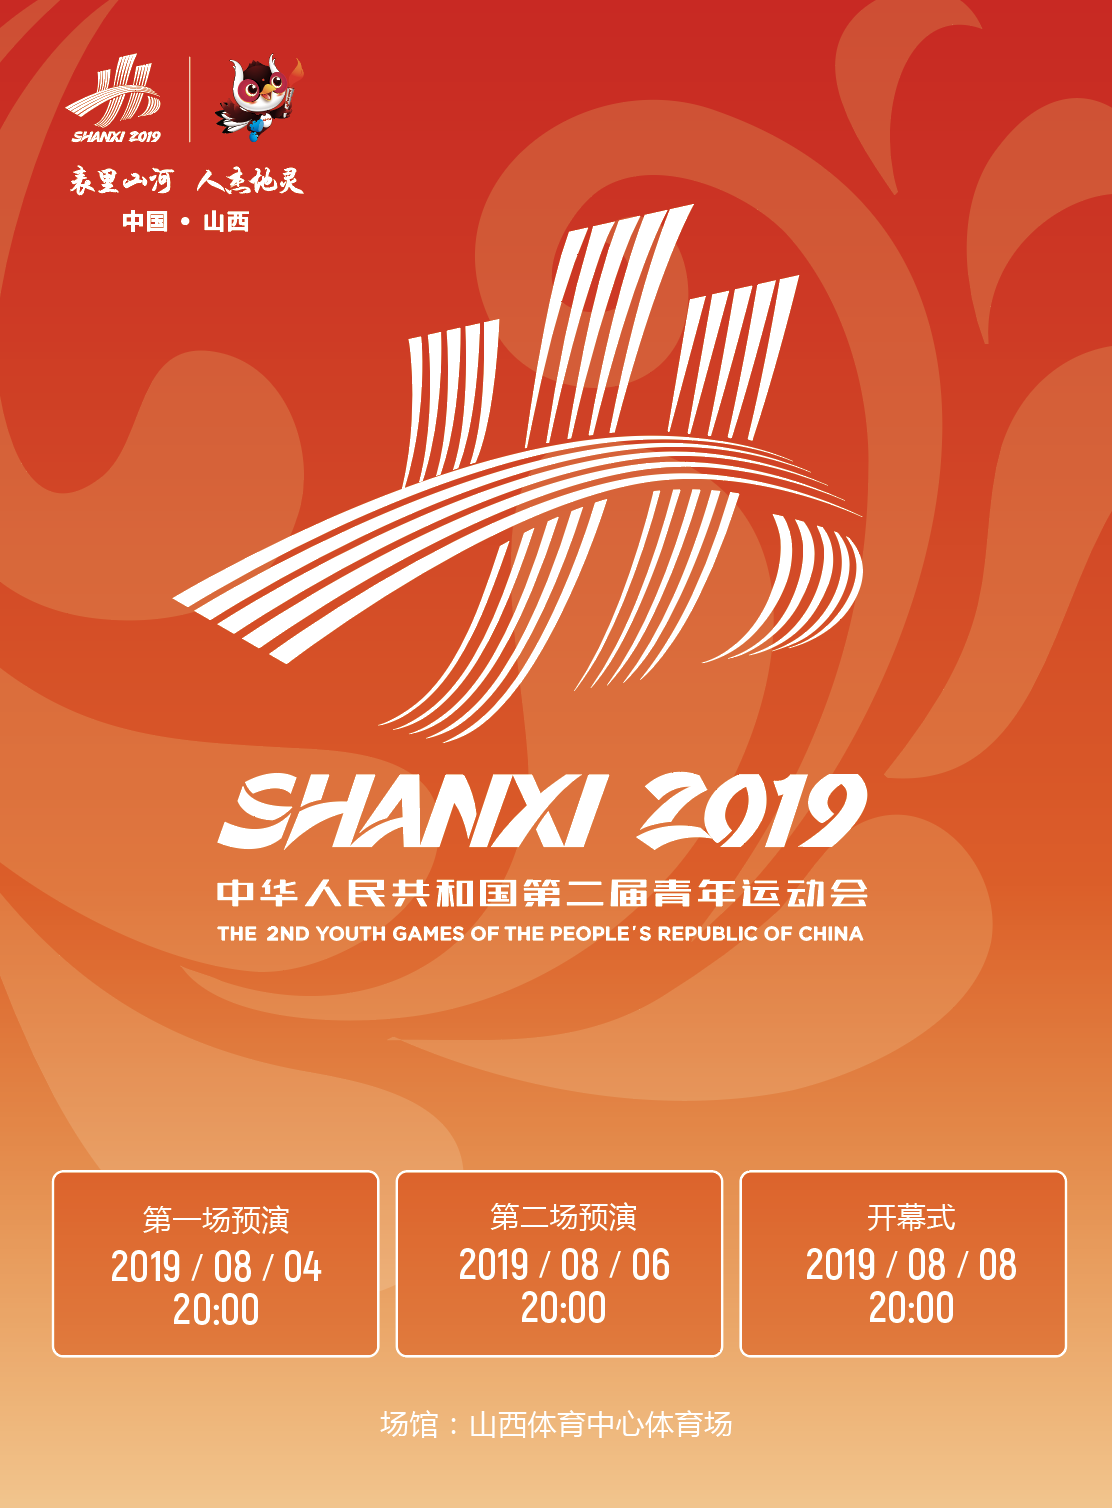 SHANXI 2019
表里山河 人杰地灵
中国·山西
SHANXI 2019
中华人民共和国第二届青年运动会
THE 2ND YOUTH GAMES OF THE PEOPLE'S REPUBLIC OF CHINA
第一场预演
2019 / 08 / 04
20:00
第二场预演
2019 / 08 / 06
20:00
开幕式
2019 / 08 / 08
20:00
场馆：山西体育中心体育场